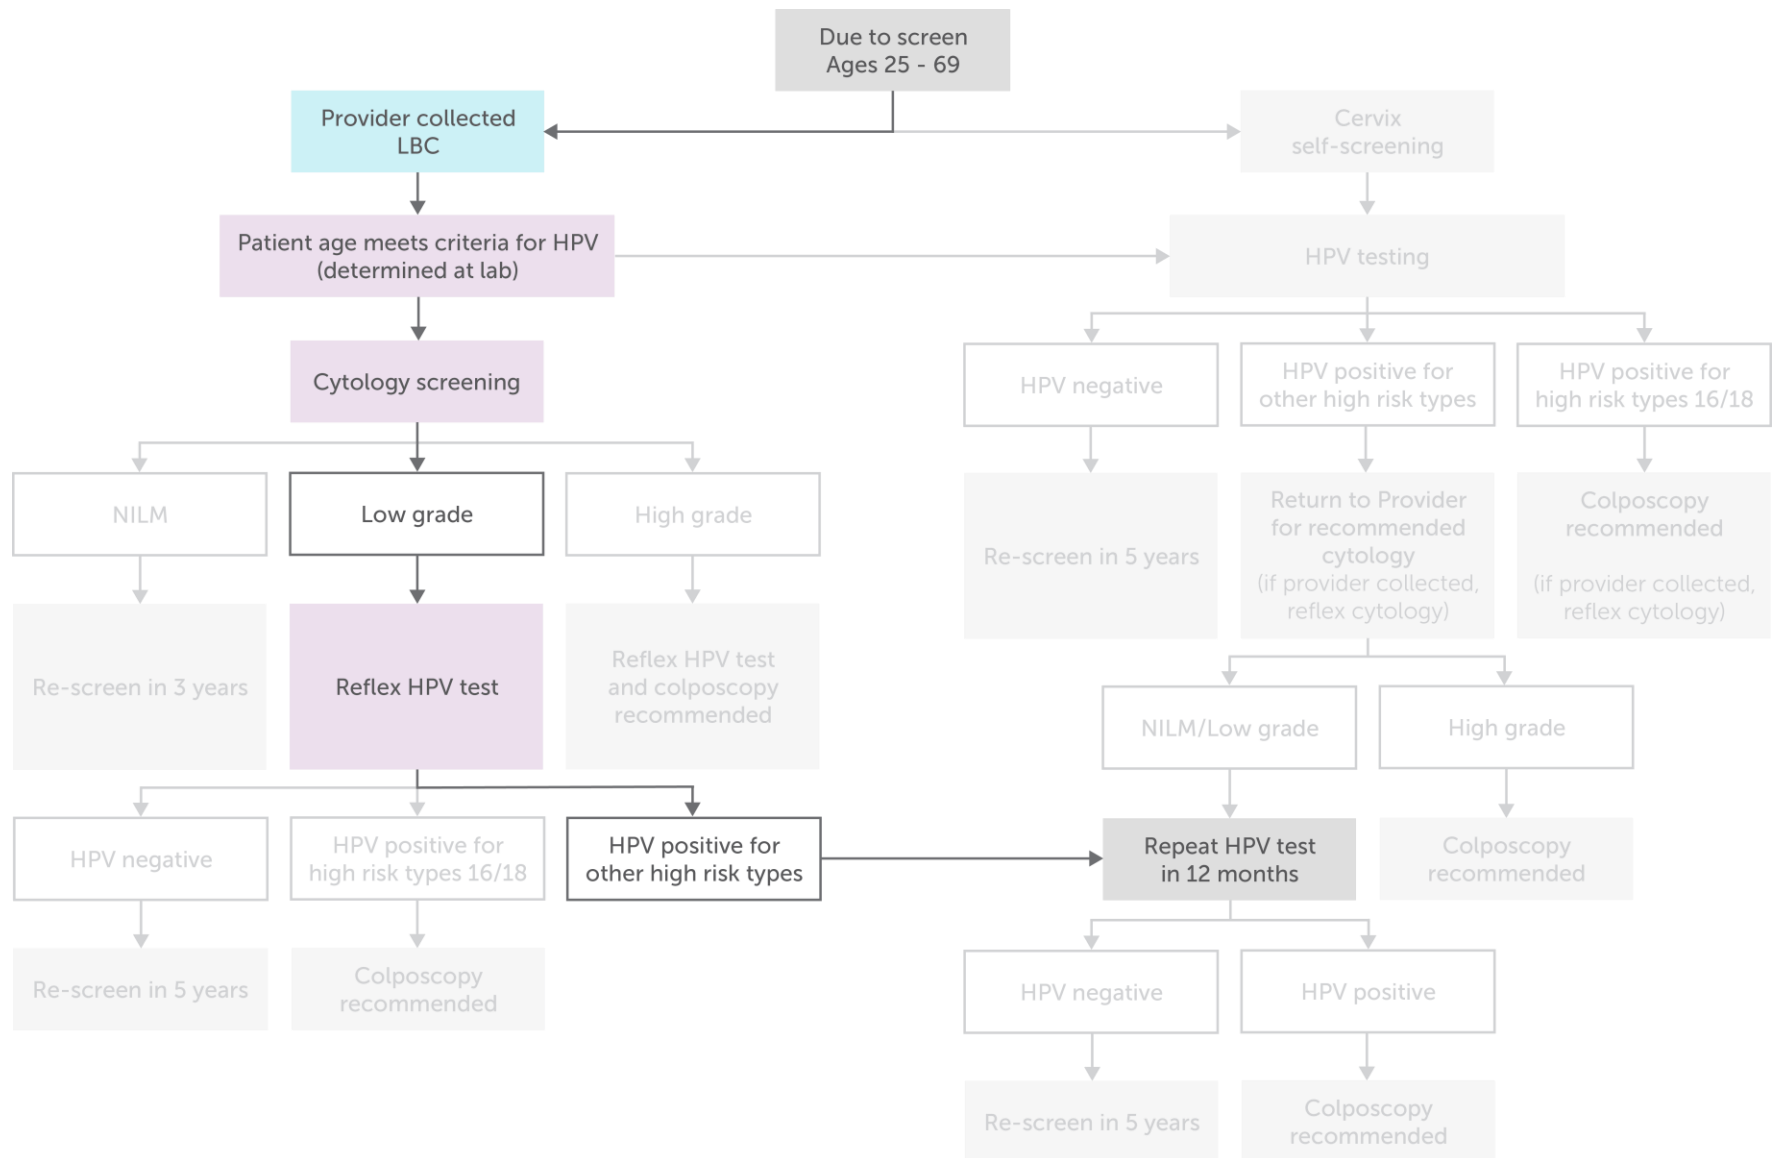 Due to screen
Ages 25 - 69
Provider collected
LBC
Cervix
self-screening
Patient age meets criteria for HPV
(determined at lab)
HPV testing
Cytology screening
HPV negative
HPV positive for
other high risk types
HPV positive for
high risk types 16/18
NILM
Low grade
High grade
Re-screen in 5 years
Return to Provider
for recommended
cytology
(if provider collected,
reflex cytology)
Colposcopy
recommended
(if provider collected,
reflex cytology)
Re-screen in 3 years
Reflex HPV test
Reflex HPV test
and colposcopy
recommended
NILM/Low grade
High grade
HPV negative
HPV positive for
high risk types 16/18
HPV positive for
other high risk types
Repeat HPV test
in 12 months
Colposcopy
recommended
Re-screen in 5 years
Colposcopy
recommended
HPV negative
HPV positive
Re-screen in 5 years
Colposcopy
recommended